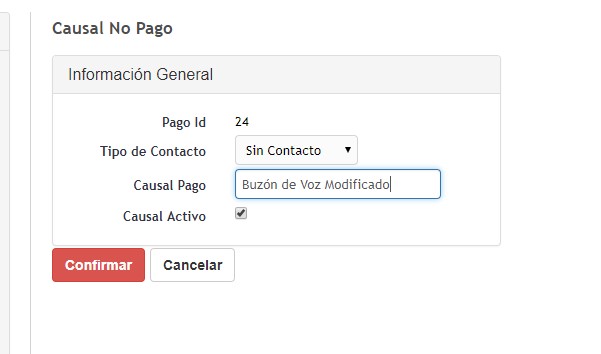 Causal No Pago
Información General
Pago Id 24
Tipo de Contacto Sin Contacto
Causal Pago Buzón de Voz Modificado
Causal Activo
Confirmar Cancelar